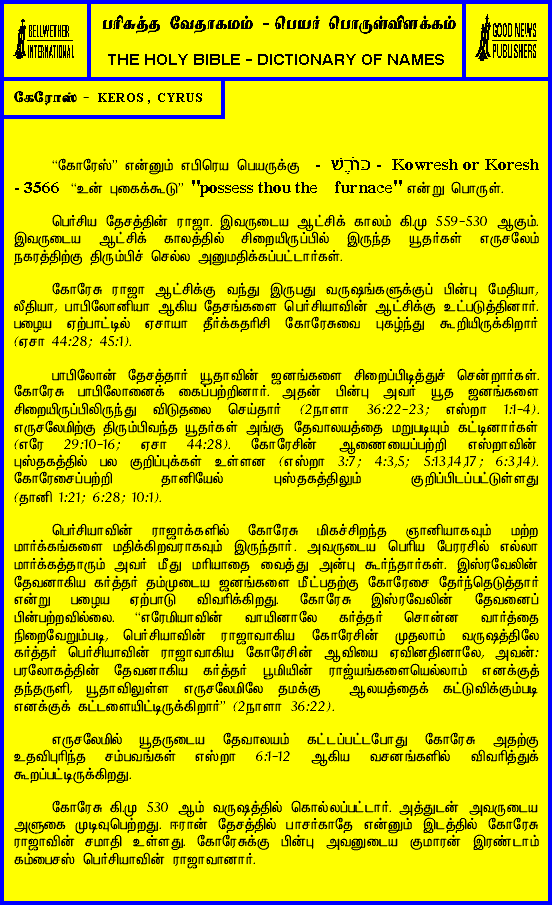 BELLWETHER
INTERNATIONAL
பரிசுத்த வேதாகமம் - பெயர் பொருள்விளக்கம்
THE HOLY BIBLE - DICTIONARY OF NAMES
GOOD NEWS
PUBLISHERS
கேரோஸ் - KEROS, CYRUS
“கோரேஸ்” என்னும் எபிரெய பெயருக்கு - כּוֹרֶשׁ - Kowresh or Koresh
- 3566 “உன் புகைக்கூடு” "possess thou the furnace" என்று பொருள்.
பெர்சிய தேசத்தின் ராஜா. இவருடைய ஆட்சிக் காலம் கி.மு 559-530 ஆகும்.
இவருடைய ஆட்சிக் காலத்தில் சிறையிருப்பில் இருந்த யூதர்கள் எருசலேம்
நகரத்திற்கு திரும்பிச் செல்ல அனுமதிக்கப்பட்டார்கள்.
கோரேசு ராஜா ஆட்சிக்கு வந்து இருபது வருஷங்களுக்குப் பின்பு மேதியா,
லீதியா, பாபிலோனியா ஆகிய தேசங்களை பெர்சியாவின் ஆட்சிக்கு உட்படுத்தினார்.
பழைய ஏற்பாட்டில் ஏசாயா தீர்க்கதரிசி கோரேசுவை புகழ்ந்து கூறியிருக்கிறார்
(ஏசா 44:28; 45:1).
பாபிலோன் தேசத்தார் யூதாவின் ஜனங்களை சிறைப்பிடித்துச் சென்றார்கள்.
கோரேசு பாபிலோனைக் கைப்பற்றினார். அதன் பின்பு அவர் யூத ஜனங்களை
சிறையிருப்பிலிருந்து விடுதலை செய்தார் (2நாளா 36:22-23; எஸ்றா 1:1-4).
எருசலேமிற்கு திரும்பிவந்த யூதர்கள் அங்கு தேவாலயத்தை மறுபடியும் கட்டினார்கள்
(எரே 29:10-16; ஏசா 44:28). கோரேசின் ஆணையைப்பற்றி எஸ்றாவின்
புஸ்தகத்தில் பல குறிப்புக்கள் உள்ளன (எஸ்றா 3:7; 4:3,5; 5:13,14,17; 6:3,14).
கோரேசைப்பற்றி தானியேல் புஸ்தகத்திலும் குறிப்பிடப்பட்டுள்ளது
(தானி 1:21; 6:28; 10:1).
பெர்சியாவின் ராஜாக்களில் கோரேசு மிகச்சிறந்த ஞானியாகவும் மற்ற
மார்க்கங்களை மதிக்கிறவராகவும் இருந்தார். அவருடைய பெரிய பேரரசில் எல்லா
மார்க்கத்தாரும் அவர் மீது மரியாதை வைத்து அன்பு கூர்ந்தார்கள். இஸ்ரவேலின்
தேவனாகிய கர்த்தர் தம்முடைய ஜனங்களை மீட்பதற்கு கோரேசை தேர்ந்தெடுத்தார்
என்று பழைய ஏற்பாடு விவரிக்கிறது. கோரேசு இஸ்ரவேலின் தேவனைப்
பின்பற்றவில்லை. “எரேமியாவின் வாயினாலே கர்த்தர் சொன்ன வார்த்தை
நிறைவேறும்படி, பெர்சியாவின் ராஜாவாகிய கோரேசின் முதலாம் வருஷத்திலே
கர்த்தர் பெர்சியாவின் ராஜாவாகிய கோரேசின் ஆவியை ஏவினதினாலே, அவன்:
பரலோகத்தின் தேவனாகிய கர்த்தர் பூமியின் ராஜ்யங்களையெல்லாம் எனக்குத்
தந்தருளி, யூதாவிலுள்ள எருசலேமிலே தமக்கு ஆலயத்தைக் கட்டுவிக்கும்படி
எனக்குக் கட்டளையிட்டிருக்கிறார்” (2நாளா 36:22).
எருசலேமில் யூதருடைய தேவாலயம் கட்டப்பட்டபோது கோரேசு அதற்கு
உதவிபுரிந்த சம்பவங்கள் எஸ்றா 6:1-12 ஆகிய வசனங்களில் விவரித்துக்
கூறப்பட்டிருக்கிறது.
கோரேசு கி.மு 530 ஆம் வருஷத்தில் கொல்லப்பட்டார். அத்துடன் அவருடைய
அளுகை முடிவுபெற்றது. ஈரான் தேசத்தில் பாசர்காதே என்னும் இடத்தில் கோரேசு
ராஜாவின் சமாதி உள்ளது. கோரேசுக்கு பின்பு அவனுடைய குமாரன் இரண்டாம்
கம்பைசஸ் பெர்சியாவின் ராஜாவானார்.